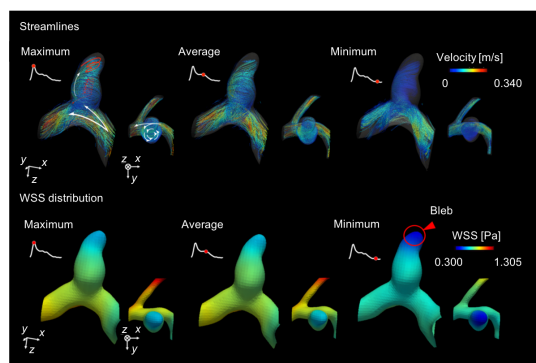 Streamlines
Maximum Average Minimum Velocity [m/s]
0 0.340
y x z
z x y
WSS distribution
Bleb
Maximum Average Minimum WSS [Pa]
0.300 1.305
y x z
z x y